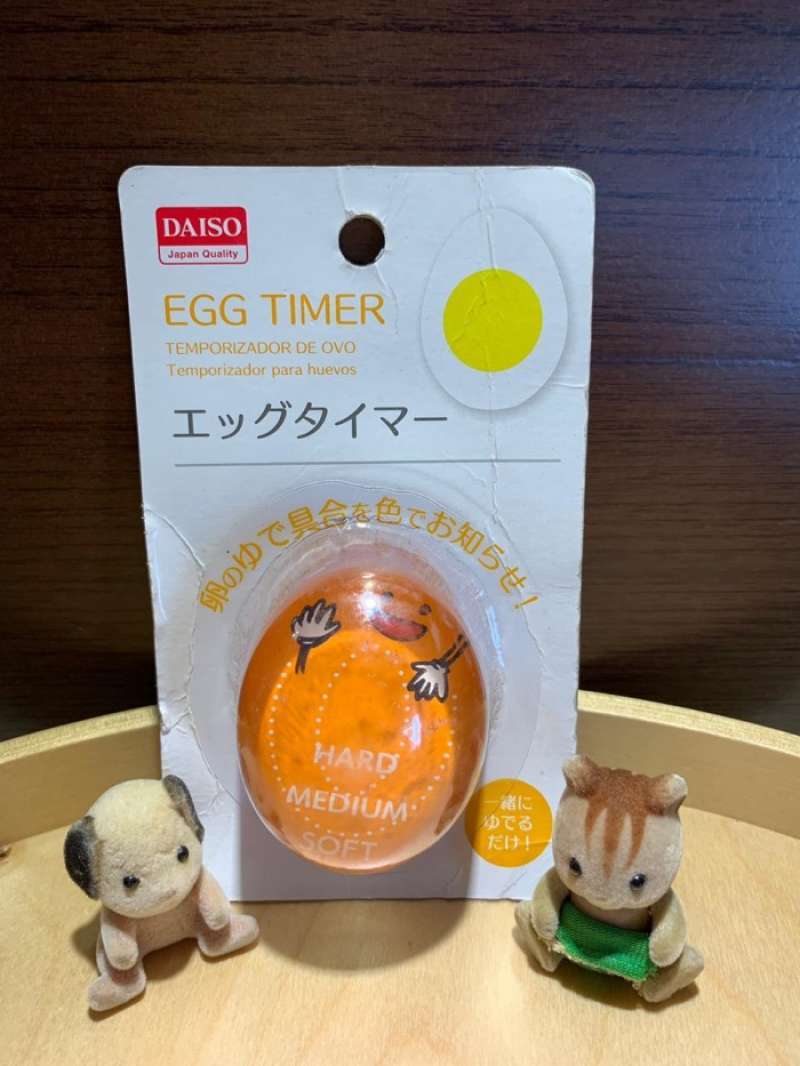 DAISO
Japan Quality
EGG TIMER
TEMPORIZADOR DE OVO
Temporizador para huevos
エッグタイマー
卵のゆで具合を色でお知らせ！
HARD
MEDIUM
SOFT
一緒に
ゆでる
だけ！